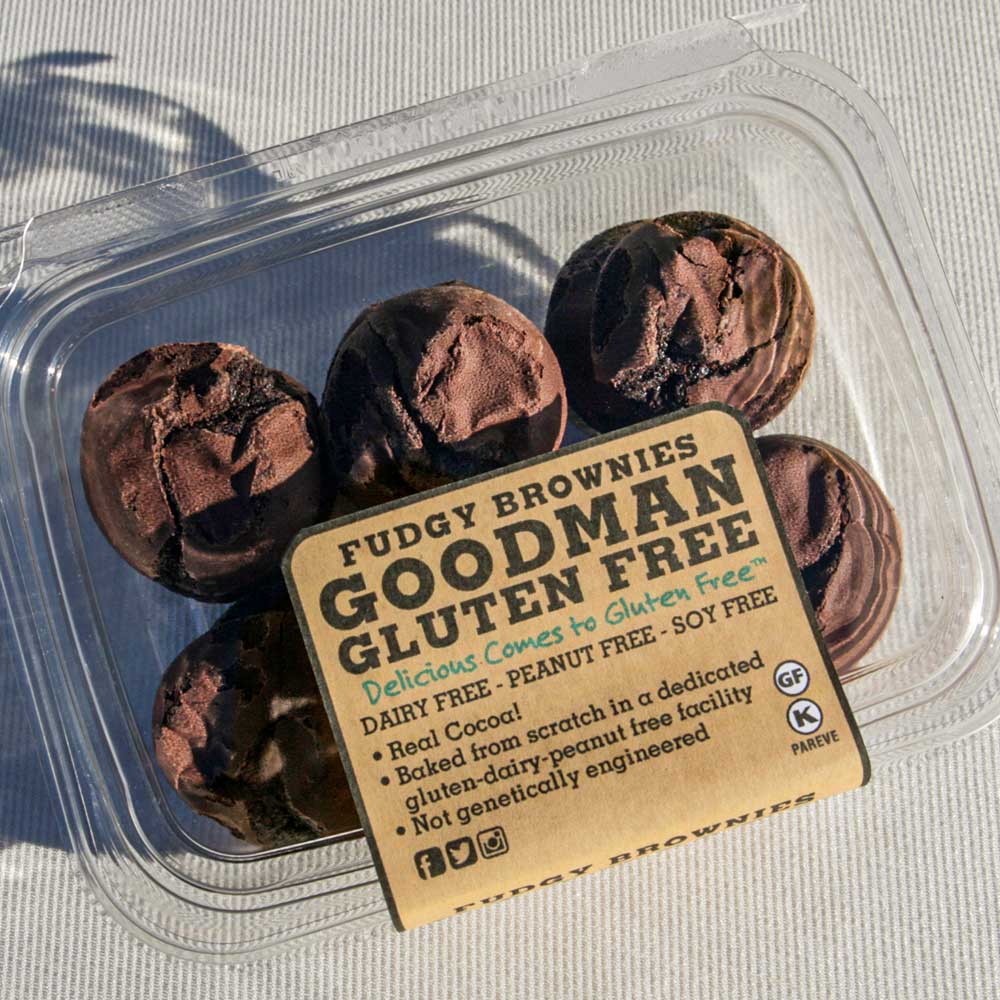 FUDGY BROWNIES
GOODMAN
GLUTEN FREE
Delicious Comes to Gluten Free™
DAIRY FREE - PEANUT FREE - SOY FREE
• Real Cocoa!
• Baked from scratch in a dedicated
gluten-dairy-peanut free facility
• Not genetically engineered
GF
K
PAREVE
FUDGY BROWNIES